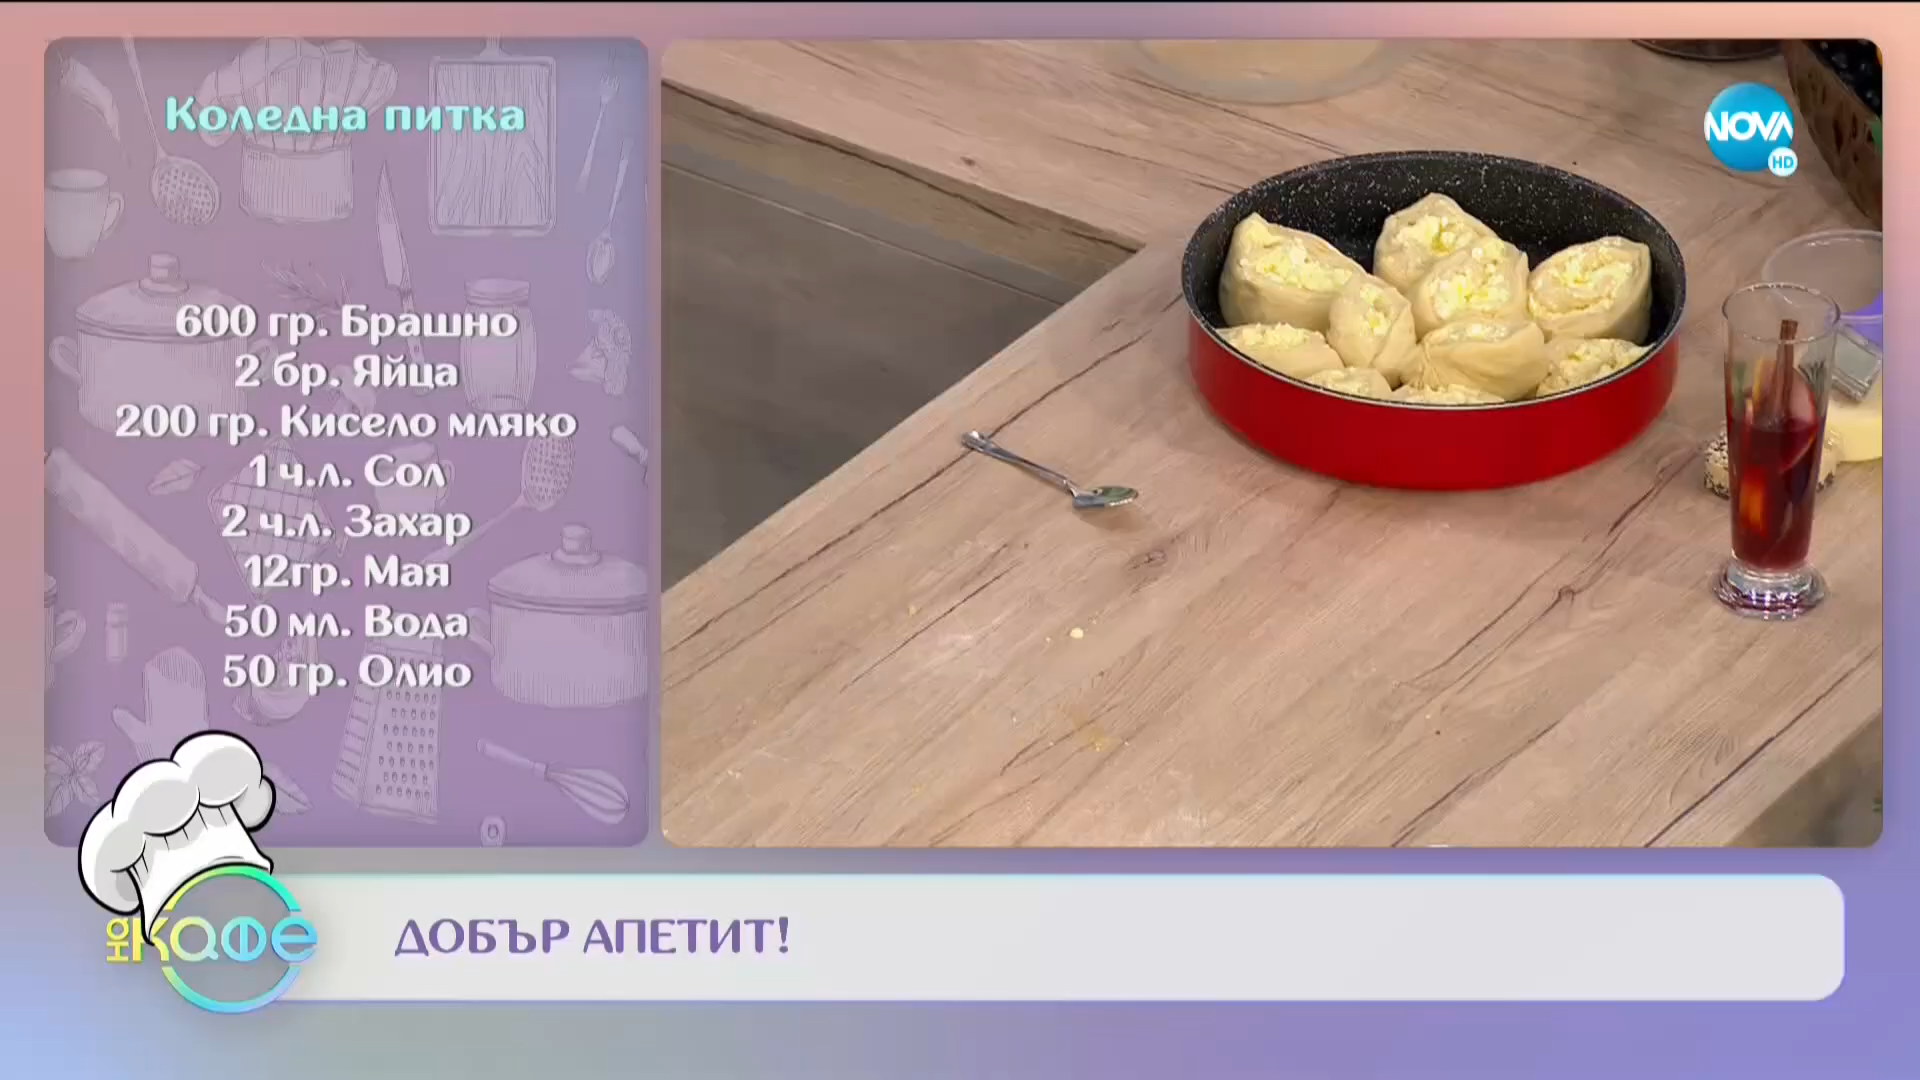 Коледна питка
600 гр. Брашно
2 бр. Яйца
200 гр. Кисело мляко
1 ч.л. Сол
2 ч.л. Захар
12гр. Мая
50 мл. Вода
50 гр. Олио
NOVA
HD
НА КАФЕ
ДОБЪР АПЕТИТ!